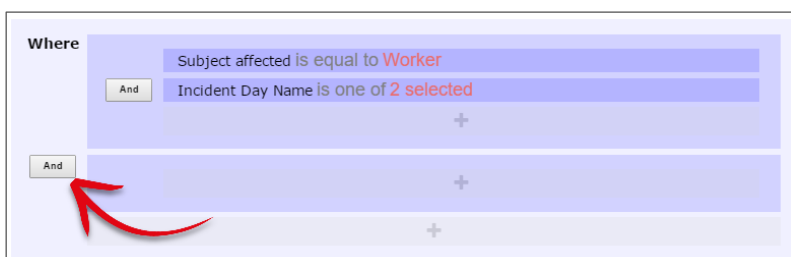 Where
Subject affected is equal to Worker
And
Incident Day Name is one of 2 selected
And